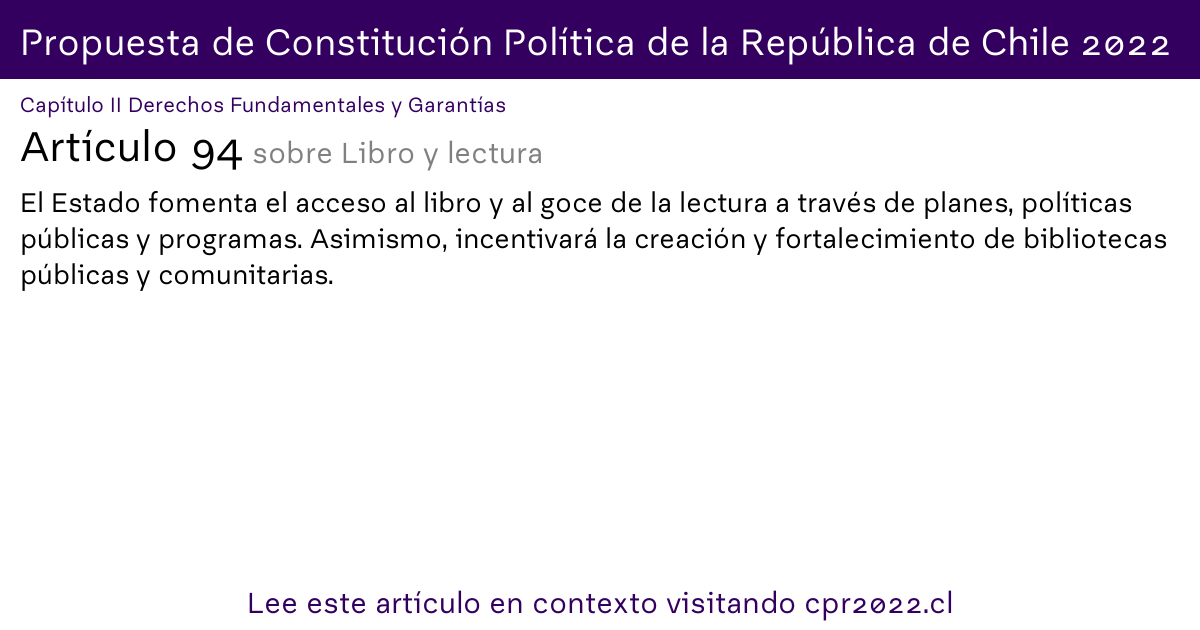 Propuesta de Constitución Política de la República de Chile 2022
Capítulo II Derechos Fundamentales y Garantías
Artículo 94 sobre Libro y lectura
El Estado fomenta el acceso al libro y al goce de la lectura a través de planes, políticas
públicas y programas. Asimismo, incentivará la creación y fortalecimiento de bibliotecas
públicas y comunitarias.
Lee este artículo en contexto visitando cpr2022.cl